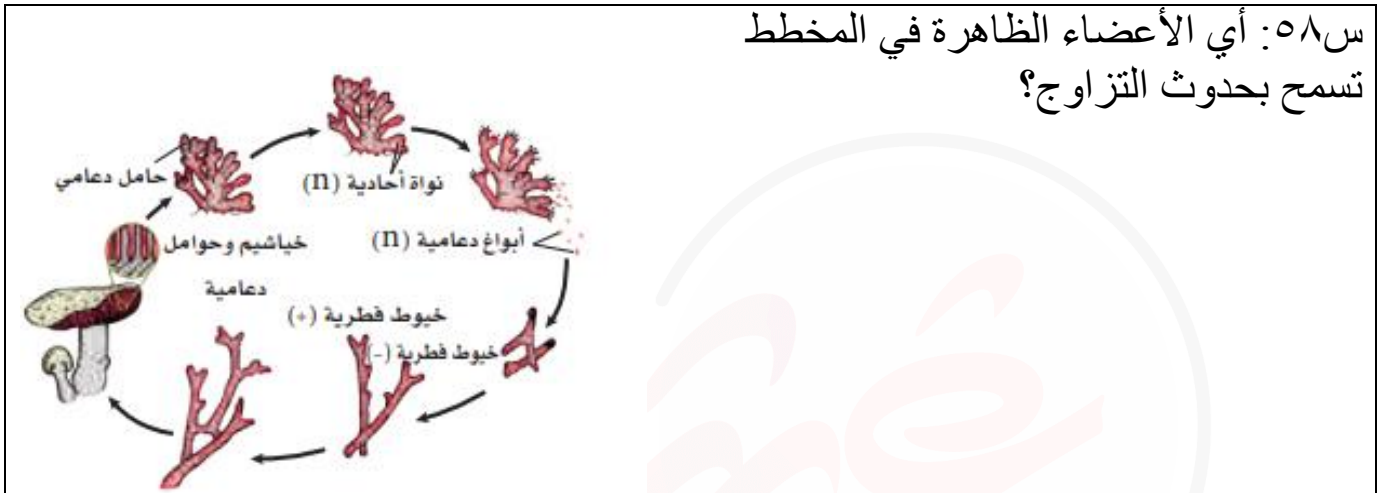 س٥٨: أي الأعضاء الظاهرة في المخطط
تسمح بحدوث التزاوج؟
حامل دعامي
نواة أحادية (n)
خياشيم وحوامل
دعامية
أبواغ دعامية (n)
خيوط فطرية (+)
خيوط فطرية (-)